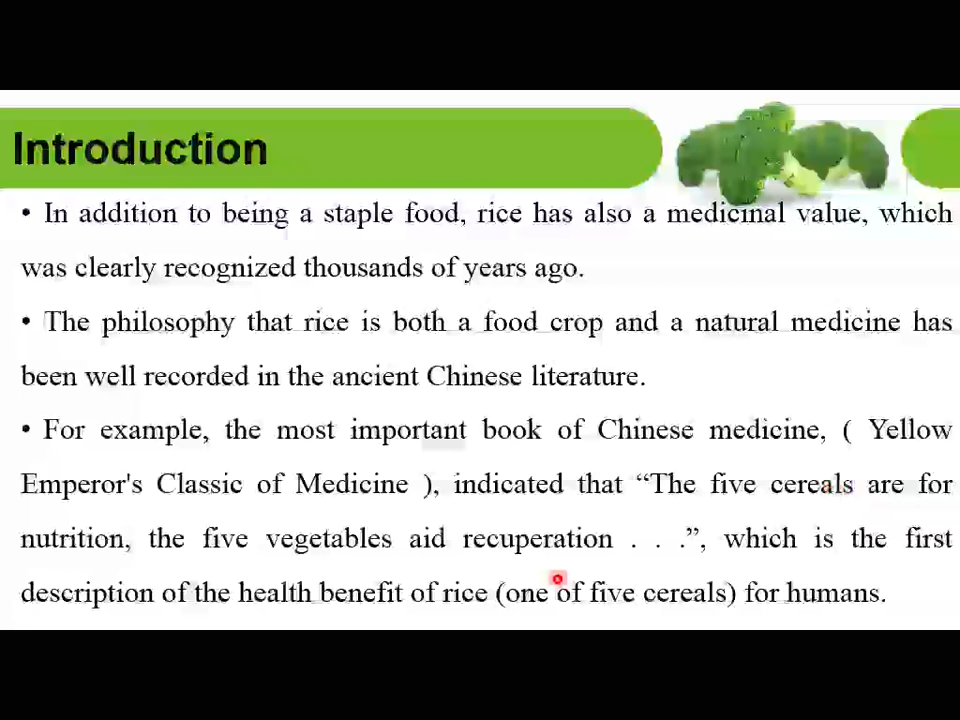 Introduction
• In addition to being a staple food, rice has also a medicinal value, which
was clearly recognized thousands of years ago.
• The philosophy that rice is both a food crop and a natural medicine has
been well recorded in the ancient Chinese literature.
• For example, the most important book of Chinese medicine, ( Yellow
Emperor's Classic of Medicine ), indicated that “The five cereals are for
nutrition, the five vegetables aid recuperation . . .”, which is the first
description of the health benefit of rice (one of five cereals) for humans.